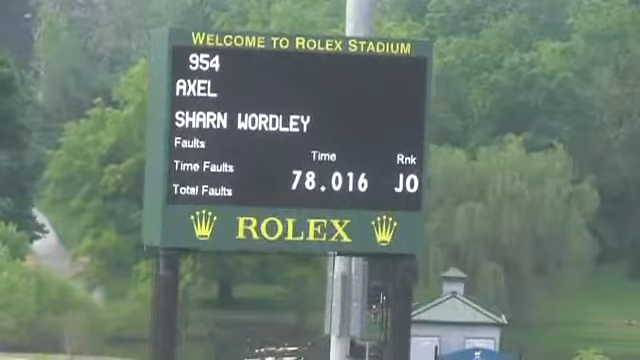 WELCOME TO ROLEX STADIUM
954
AXEL
SHARN WORDLEY
Faults
Time Rnk
Time Faults 78.016 JO
Total Faults
ROLEX